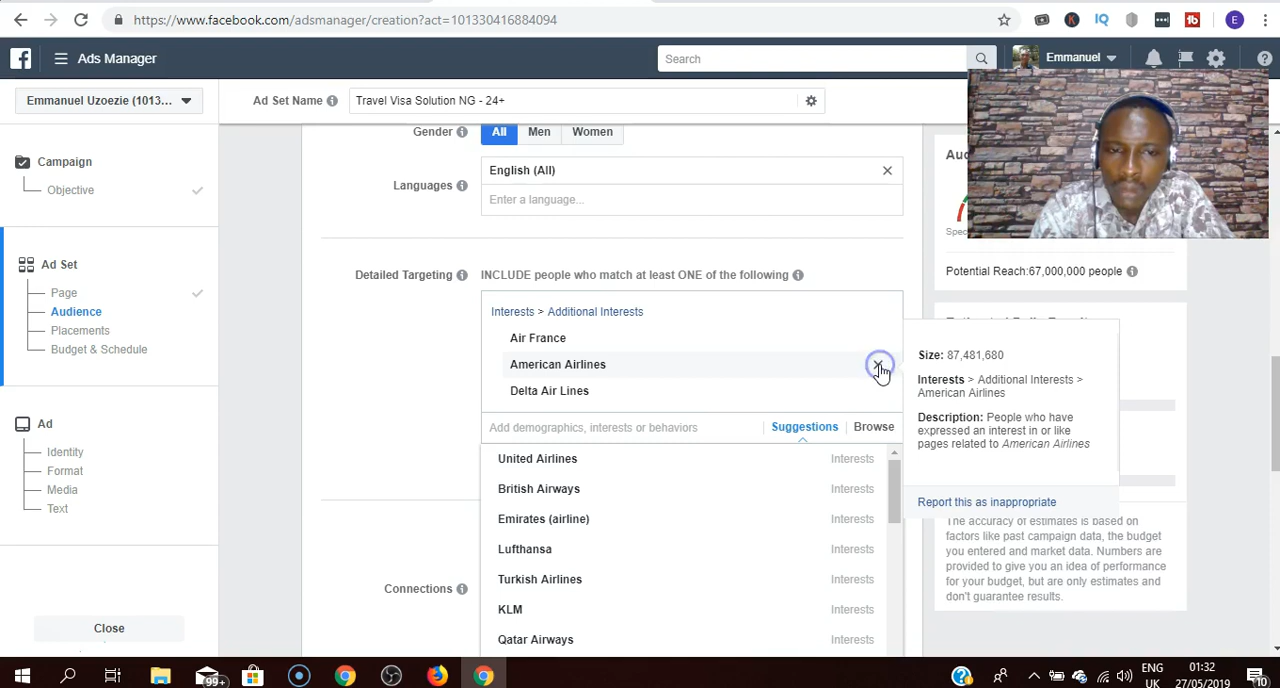 https://www.facebook.com/adsmanager/creation?act=101330416884094
Ads Manager
Search
Emmanuel
Emmanuel Uzoezie (1013...
Ad Set Name
Travel Visa Solution NG - 24+
Campaign
Objective
Ad Set
Page
Audience
Placements
Budget & Schedule
Ad
Identity
Format
Media
Text
Close
Gender
All
Men
Women
Languages
English (All)
Enter a language...
Detailed Targeting
INCLUDE people who match at least ONE of the following
Interests > Additional Interests
Air France
American Airlines
Delta Air Lines
Add demographics, interests or behaviors
Suggestions
Browse
United Airlines Interests
British Airways Interests
Emirates (airline) Interests
Lufthansa Interests
Turkish Airlines Interests
KLM Interests
Qatar Airways Interests
Connections
Potential Reach:67,000,000 people
Size: 87,481,680
Interests > Additional Interests >
American Airlines
Description: People who have
expressed an interest in or like
pages related to American Airlines
Report this as inappropriate
The accuracy of estimates is based on
factors like past campaign data, the budget
you entered and market data. Numbers are
provided to give you an idea of performance
for your budget, but are only estimates and
don't guarantee results.
99+
ENG
UK
01:32
27/05/2019
10